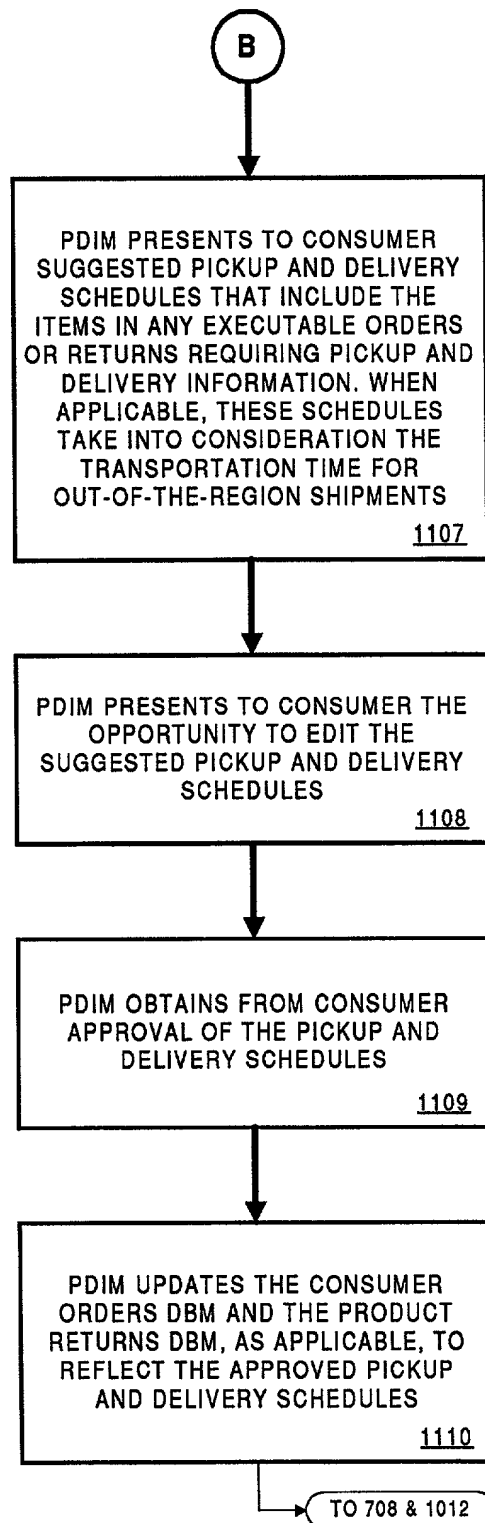 B
PDIM PRESENTS TO CONSUMER
SUGGESTED PICKUP AND DELIVERY
SCHEDULES THAT INCLUDE THE
ITEMS IN ANY EXECUTABLE ORDERS
OR RETURNS REQUIRING PICKUP AND
DELIVERY INFORMATION. WHEN
APPLICABLE, THESE SCHEDULES
TAKE INTO CONSIDERATION THE
TRANSPORTATION TIME FOR
OUT-OF-THE-REGION SHIPMENTS
1107
PDIM PRESENTS TO CONSUMER THE
OPPORTUNITY TO EDIT THE
SUGGESTED PICKUP AND DELIVERY
SCHEDULES
1108
PDIM OBTAINS FROM CONSUMER
APPROVAL OF THE PICKUP AND
DELIVERY SCHEDULES
1109
PDIM UPDATES THE CONSUMER
ORDERS DBM AND THE PRODUCT
RETURNS DBM, AS APPLICABLE, TO
REFLECT THE APPROVED PICKUP
AND DELIVERY SCHEDULES
1110
TO 708 & 1012